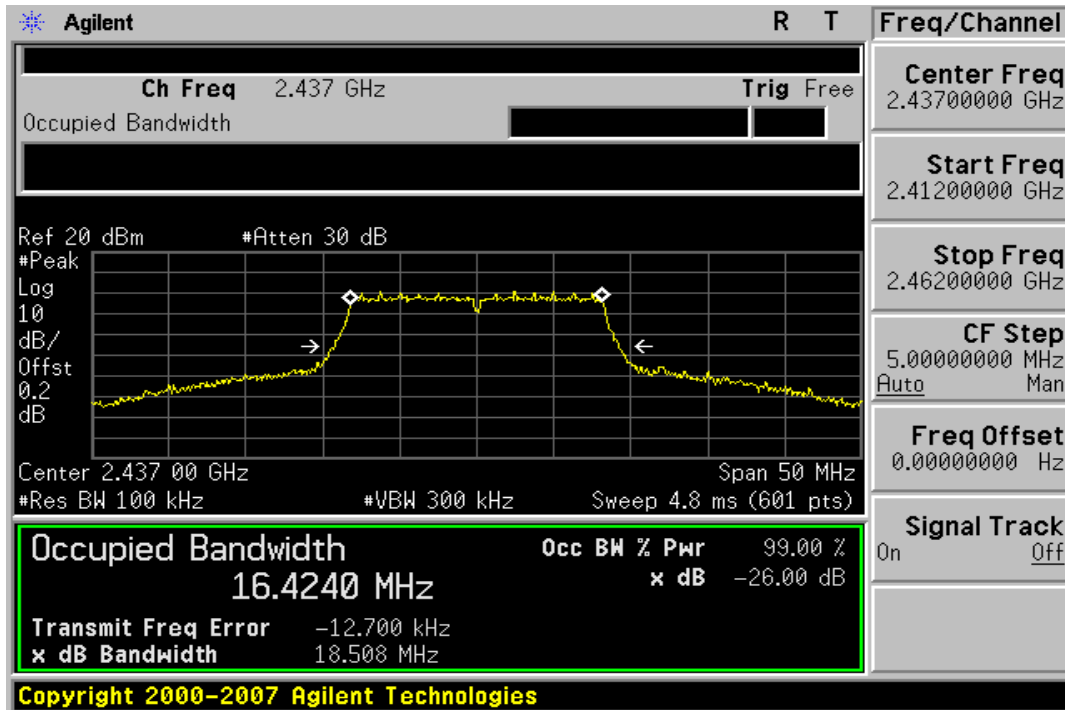 Agilent R T
Ch Freq 2.437 GHz Trig Free
Occupied Bandwidth
Ref 20 dBm #Atten 30 dB
#Peak
Log
10
dB/
Offst
0.2
dB
Center 2.437 00 GHz Span 50 MHz
#Res BW 100 kHz #VBW 300 kHz Sweep 4.8 ms (601 pts)
Occupied Bandwidth Occ BW % Pwr 99.00 %
16.4240 MHz x dB -26.00 dB
Transmit Freq Error -12.700 kHz
x dB Bandwidth 18.508 MHz
Copyright 2000-2007 Agilent Technologies
Freq/Channel
Center Freq
2.43700000 GHz
Start Freq
2.41200000 GHz
Stop Freq
2.46200000 GHz
CF Step
5.00000000 MHz
Auto Man
Freq Offset
0.00000000 Hz
Signal Track
On Off